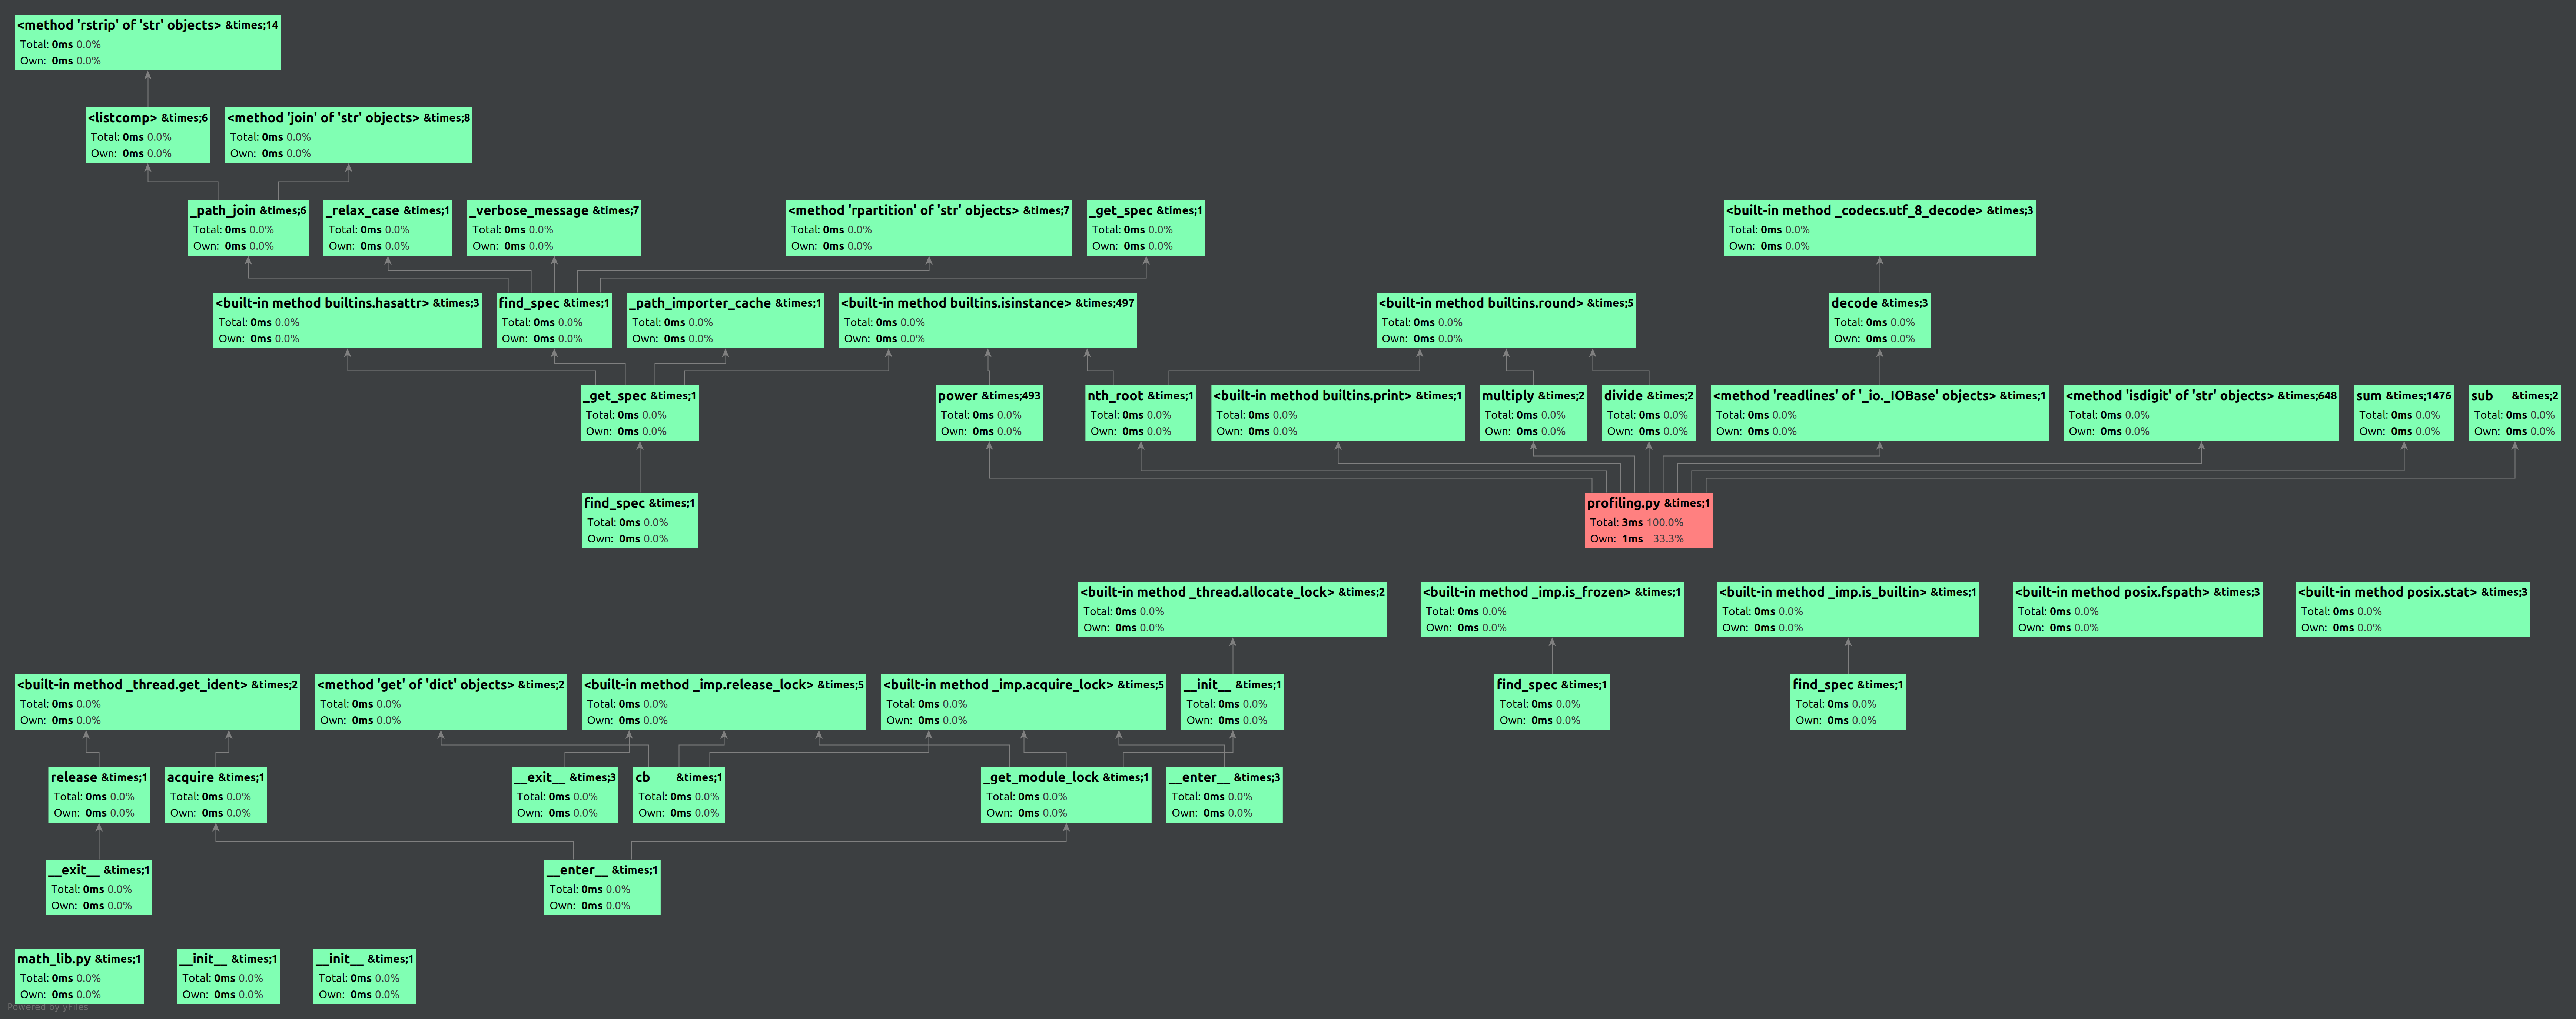 <method 'rstrip' of 'str' objects> &times;14
Total: 0ms 0.0%
Own: 0ms 0.0%
<listcomp> &times;6
Total: 0ms 0.0%
Own: 0ms 0.0%
<method 'join' of 'str' objects> &times;8
Total: 0ms 0.0%
Own: 0ms 0.0%
_path_join &times;6
Total: 0ms 0.0%
Own: 0ms 0.0%
_relax_case &times;1
Total: 0ms 0.0%
Own: 0ms 0.0%
_verbose_message &times;7
Total: 0ms 0.0%
Own: 0ms 0.0%
<method 'rpartition' of 'str' objects> &times;7
Total: 0ms 0.0%
Own: 0ms 0.0%
_get_spec &times;1
Total: 0ms 0.0%
Own: 0ms 0.0%
<built-in method _codecs.utf_8_decode> &times;3
Total: 0ms 0.0%
Own: 0ms 0.0%
<built-in method builtins.hasattr> &times;3
Total: 0ms 0.0%
Own: 0ms 0.0%
find_spec &times;1
Total: 0ms 0.0%
Own: 0ms 0.0%
_path_importer_cache &times;1
Total: 0ms 0.0%
Own: 0ms 0.0%
<built-in method builtins.isinstance> &times;497
Total: 0ms 0.0%
Own: 0ms 0.0%
<built-in method builtins.round> &times;5
Total: 0ms 0.0%
Own: 0ms 0.0%
decode &times;3
Total: 0ms 0.0%
Own: 0ms 0.0%
_get_spec &times;1
Total: 0ms 0.0%
Own: 0ms 0.0%
power &times;493
Total: 0ms 0.0%
Own: 0ms 0.0%
nth_root &times;1
Total: 0ms 0.0%
Own: 0ms 0.0%
<built-in method builtins.print> &times;1
Total: 0ms 0.0%
Own: 0ms 0.0%
multiply &times;2
Total: 0ms 0.0%
Own: 0ms 0.0%
divide &times;2
Total: 0ms 0.0%
Own: 0ms 0.0%
<method 'readlines' of '_io._IOBase' objects> &times;1
Total: 0ms 0.0%
Own: 0ms 0.0%
<method 'isdigit' of 'str' objects> &times;648
Total: 0ms 0.0%
Own: 0ms 0.0%
sum &times;1476
Total: 0ms 0.0%
Own: 0ms 0.0%
sub &times;2
Total: 0ms 0.0%
Own: 0ms 0.0%
find_spec &times;1
Total: 0ms 0.0%
Own: 0ms 0.0%
profiling.py &times;1
Total: 3ms 100.0%
Own: 1ms 33.3%
<built-in method _thread.allocate_lock> &times;2
Total: 0ms 0.0%
Own: 0ms 0.0%
<built-in method _imp.is_frozen> &times;1
Total: 0ms 0.0%
Own: 0ms 0.0%
<built-in method _imp.is_builtin> &times;1
Total: 0ms 0.0%
Own: 0ms 0.0%
<built-in method posix.fspath> &times;3
Total: 0ms 0.0%
Own: 0ms 0.0%
<built-in method posix.stat> &times;3
Total: 0ms 0.0%
Own: 0ms 0.0%
<built-in method _thread.get_ident> &times;2
Total: 0ms 0.0%
Own: 0ms 0.0%
<method 'get' of 'dict' objects> &times;2
Total: 0ms 0.0%
Own: 0ms 0.0%
<built-in method _imp.release_lock> &times;5
Total: 0ms 0.0%
Own: 0ms 0.0%
<built-in method _imp.acquire_lock> &times;5
Total: 0ms 0.0%
Own: 0ms 0.0%
__init__ &times;1
Total: 0ms 0.0%
Own: 0ms 0.0%
find_spec &times;1
Total: 0ms 0.0%
Own: 0ms 0.0%
find_spec &times;1
Total: 0ms 0.0%
Own: 0ms 0.0%
release &times;1
Total: 0ms 0.0%
Own: 0ms 0.0%
acquire &times;1
Total: 0ms 0.0%
Own: 0ms 0.0%
__exit__ &times;3
Total: 0ms 0.0%
Own: 0ms 0.0%
cb &times;1
Total: 0ms 0.0%
Own: 0ms 0.0%
_get_module_lock &times;1
Total: 0ms 0.0%
Own: 0ms 0.0%
__enter__ &times;3
Total: 0ms 0.0%
Own: 0ms 0.0%
__exit__ &times;1
Total: 0ms 0.0%
Own: 0ms 0.0%
__enter__ &times;1
Total: 0ms 0.0%
Own: 0ms 0.0%
math_lib.py &times;1
Total: 0ms 0.0%
Own: 0ms 0.0%
__init__ &times;1
Total: 0ms 0.0%
Own: 0ms 0.0%
__init__ &times;1
Total: 0ms 0.0%
Own: 0ms 0.0%
Powered by yFiles